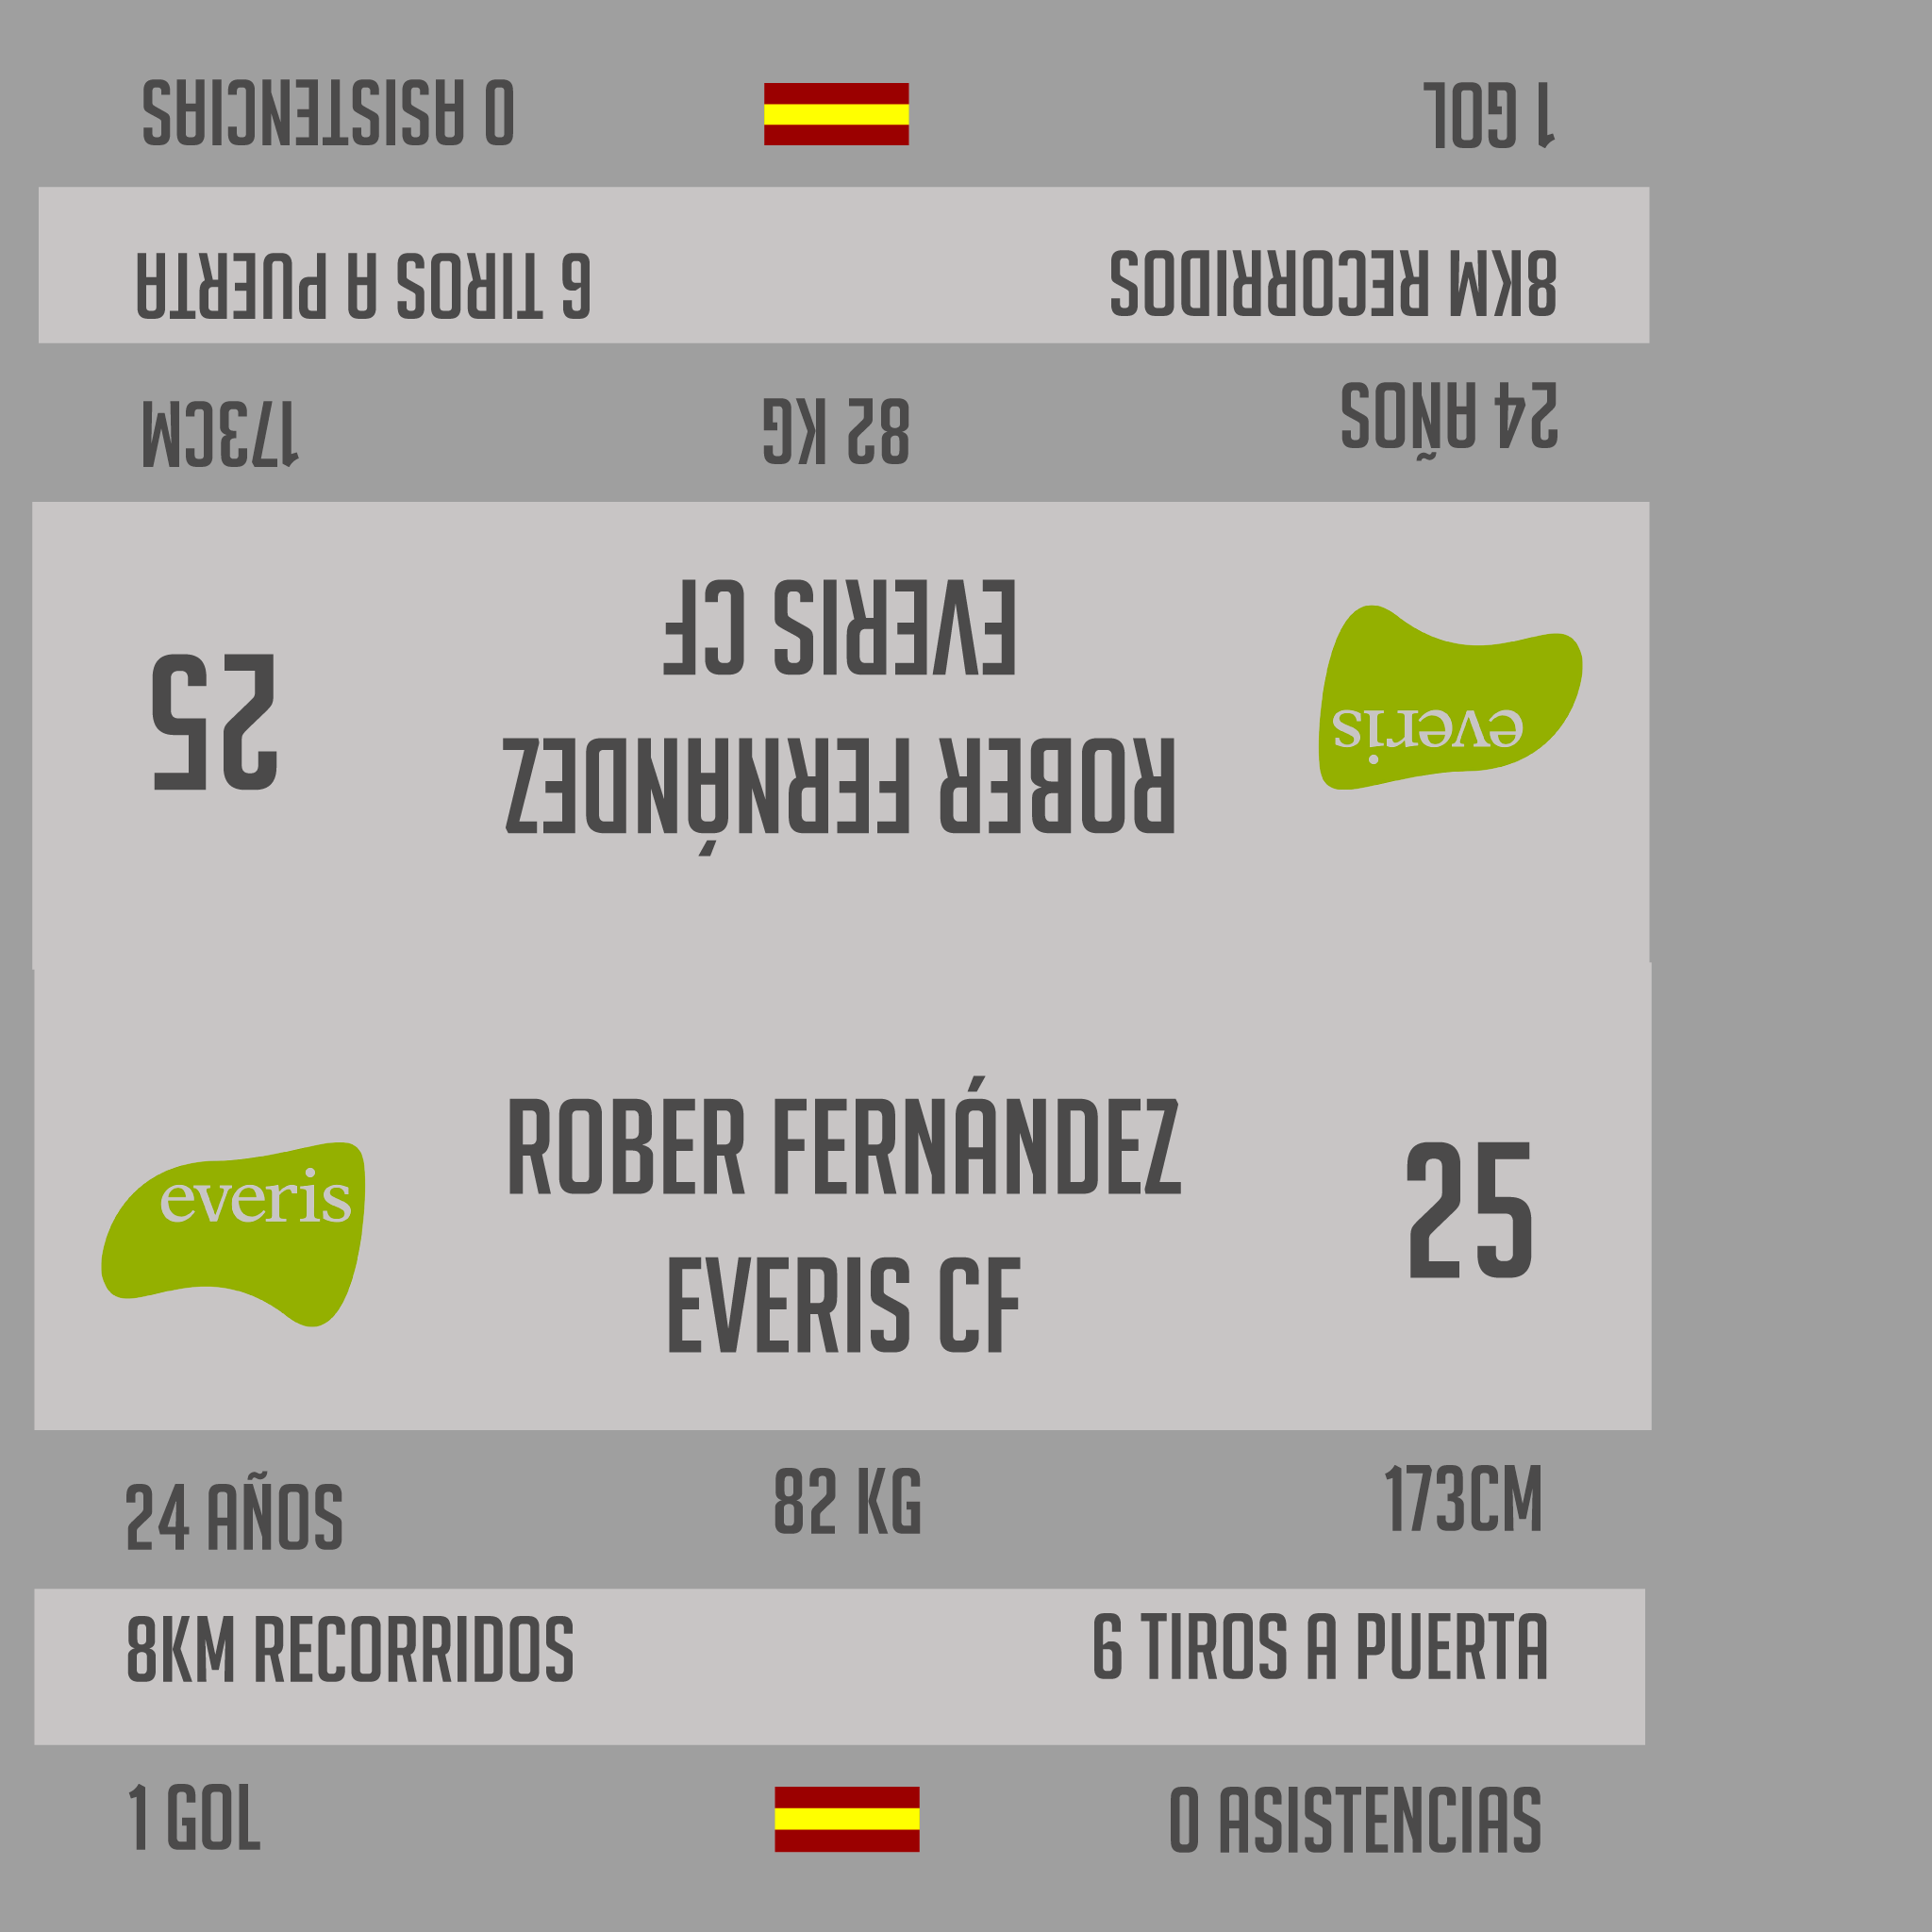 0 ASISTENCIAS
1 GOL
6 TIROS A PUERTA
8KM RECORRIDOS
173CM
82 KG
24 AÑOS
EVERIS CF
25
everis
ROBER FERNÁNDEZ
ROBER FERNÁNDEZ
everis
25
EVERIS CF
24 AÑOS
82 KG
173CM
8KM RECORRIDOS
6 TIROS A PUERTA
1 GOL
0 ASISTENCIAS